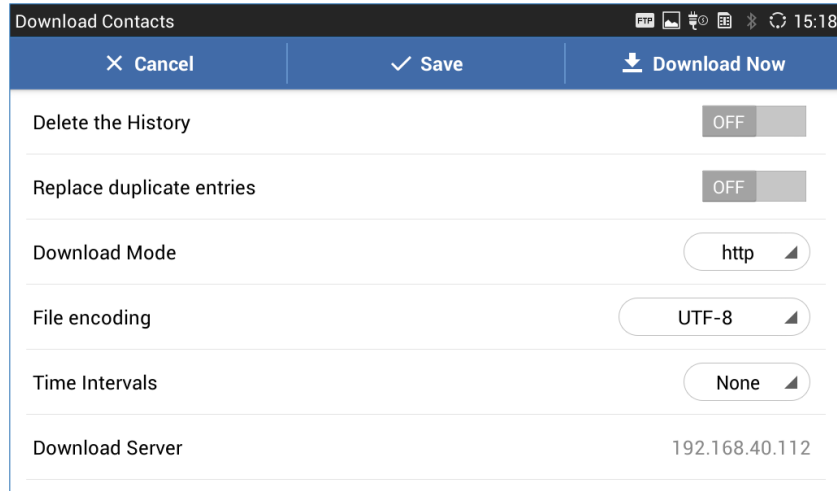 Download Contacts FTP 15:18
Cancel Save Download Now
Delete the History OFF
Replace duplicate entries OFF
Download Mode http
File encoding UTF-8
Time Intervals None
Download Server 192.168.40.112